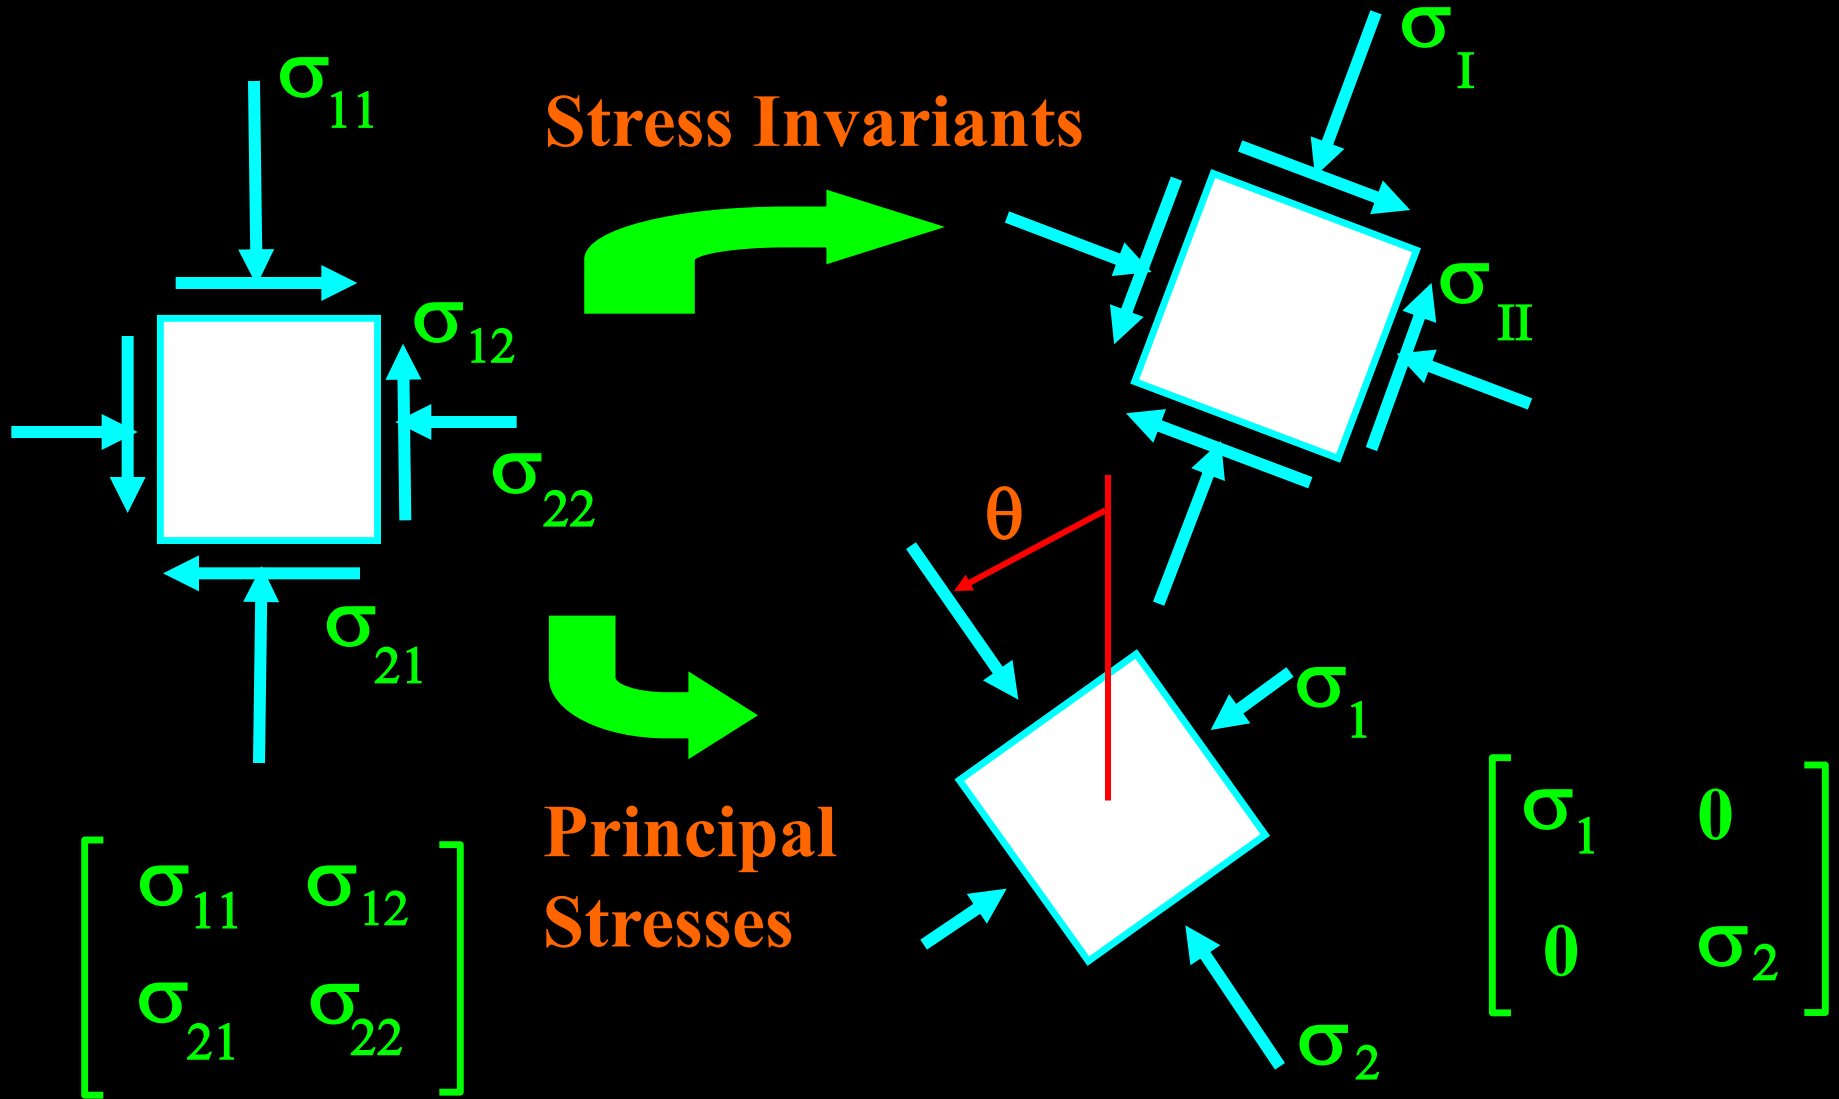 σ11
Stress Invariants
σI
σ12
σII
σ22
θ
σ21
σ1
Principal
Stresses
σ11 σ12
σ21 σ22
σ1 0
0 σ2
σ2